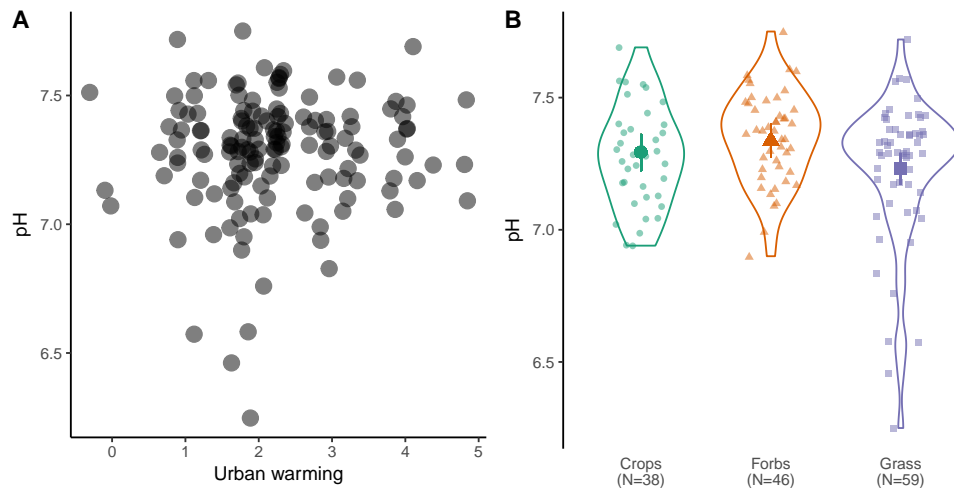 A
pH
7.5
7.0
6.5
0 1 2 3 4 5
Urban warming
B
pH
7.5
7.0
6.5
Crops Forbs Grass
(N=38) (N=46) (N=59)